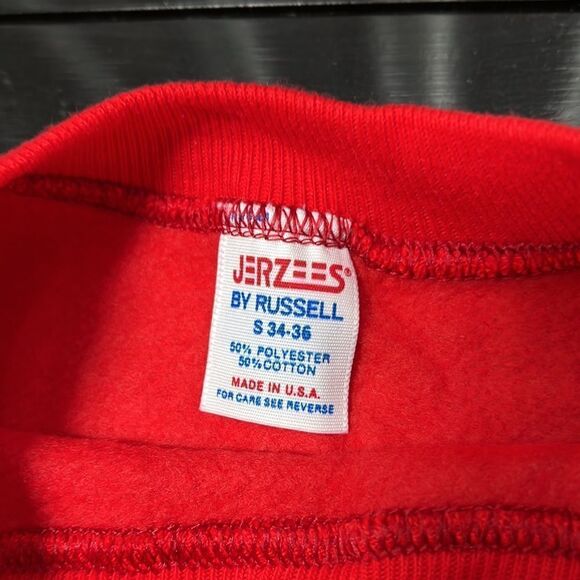 JERZEES®
BY RUSSELL
S 34-36
50% POLYESTER
50% COTTON
MADE IN U.S.A.
FOR CARE SEE REVERSE